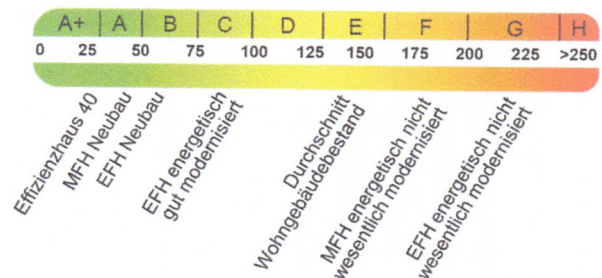 A+ A B C D E F G H
0 25 50 75 100 125 150 175 200 225 >250
Effizienzhaus 40
MFH Neubau
EFH Neubau
EFH energetisch
gut modernisiert
Durchschnitt
Wohngebäudebestand
MFH energetisch nicht
wesentlich modernisiert
EFH energetisch nicht
wesentlich modernisiert